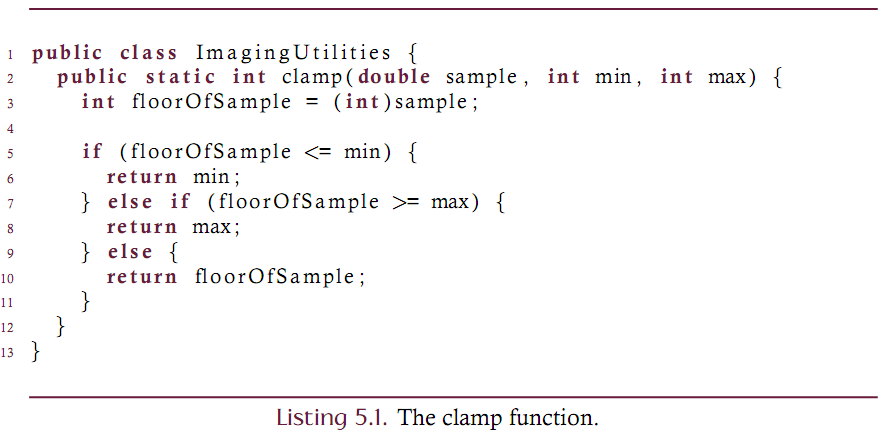 1 public class ImagingUtilities {
2 public static int clamp(double sample, int min, int max) {
3 int floorOfSample = (int)sample;
4
5 if (floorOfSample <= min) {
6 return min;
7 } else if (floorOfSample >= max) {
8 return max;
9 } else {
10 return floorOfSample;
11 }
12 }
13 }
Listing 5.1. The clamp function.